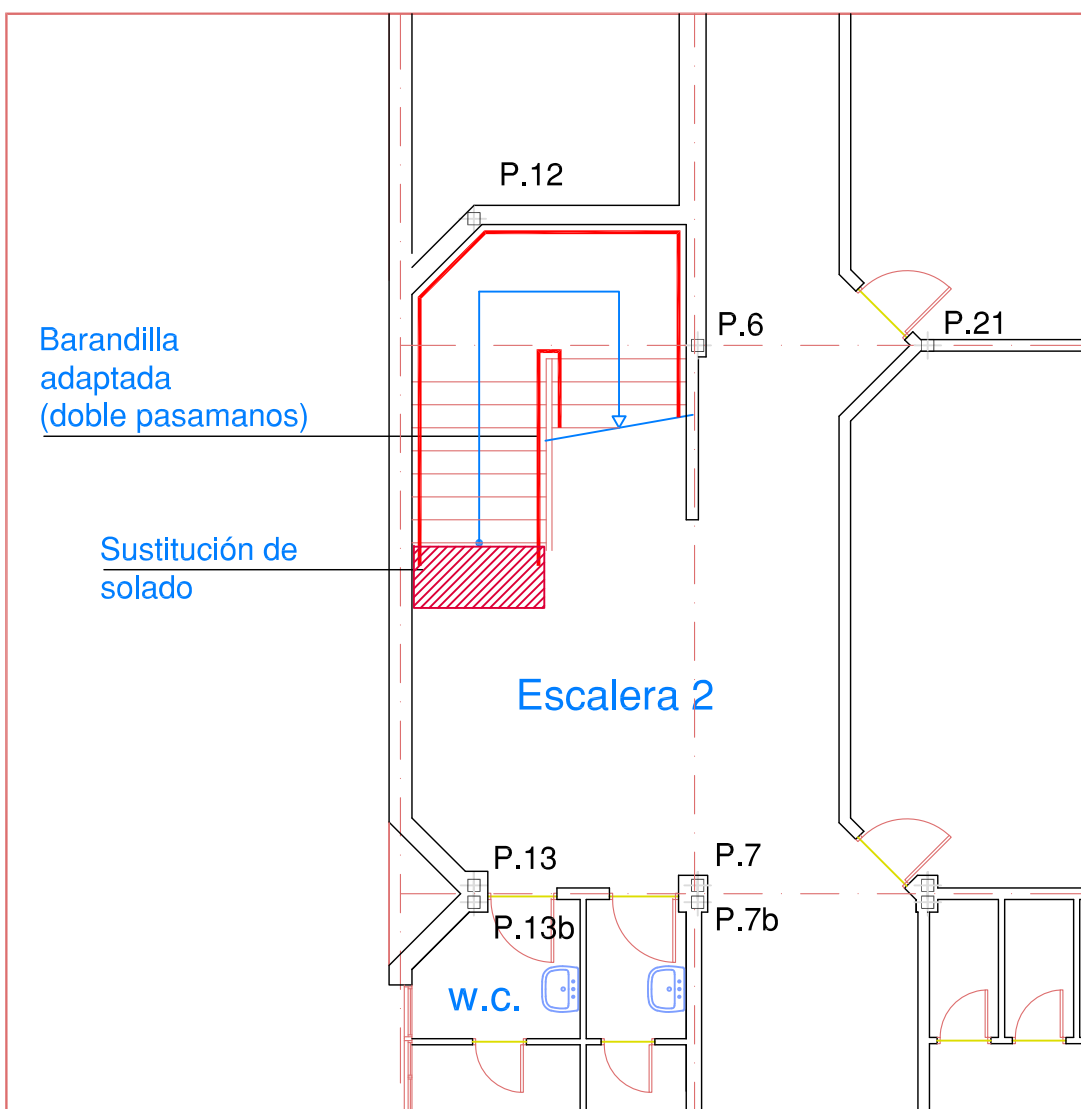 P.12
P.6
P.21
Barandilla
adaptada
(doble pasamanos)
Sustitución de
solado
Escalera 2
P.13
P.7
P.13b
P.7b
w.c.